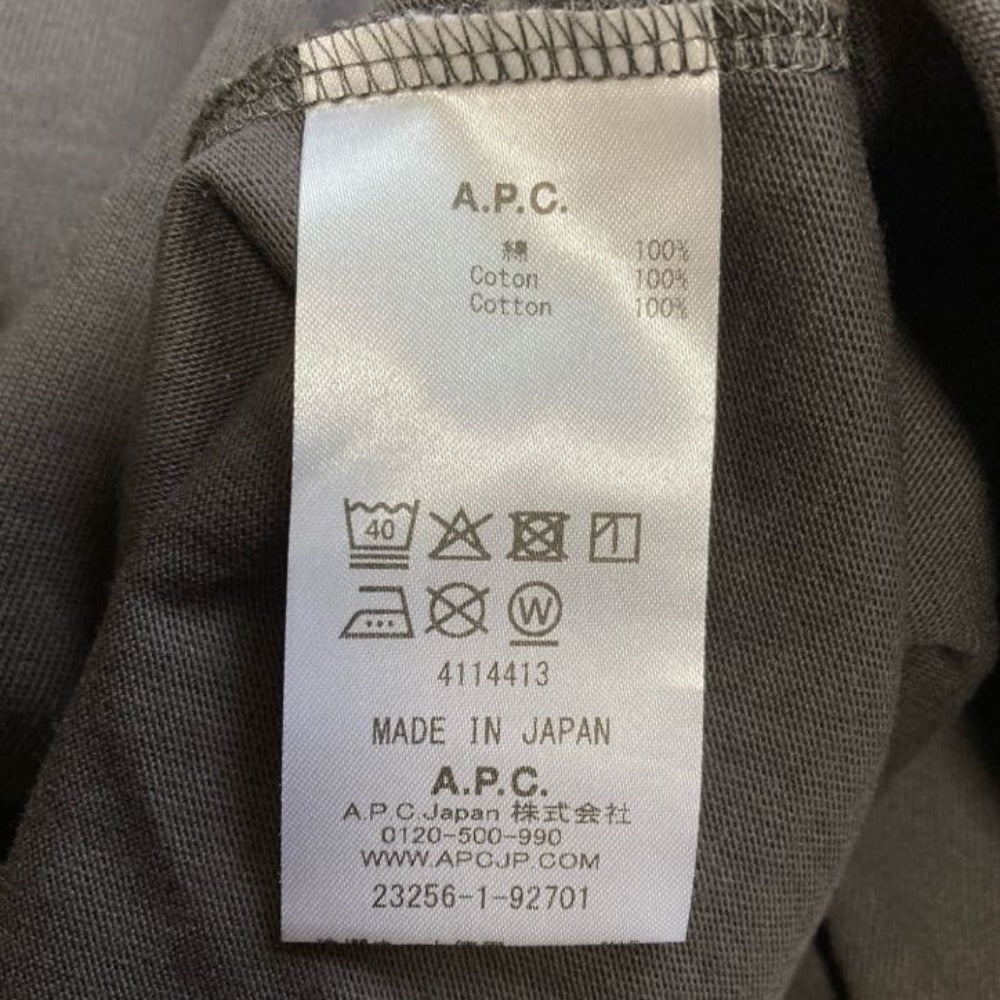 A.P.C.
綿 100%
Coton 100%
Cotton 100%
40
W
4114413
MADE IN JAPAN
A.P.C.
A.P.C.Japan 株式会社
0120-500-990
WWW.APCJP.COM
23256-1-92701